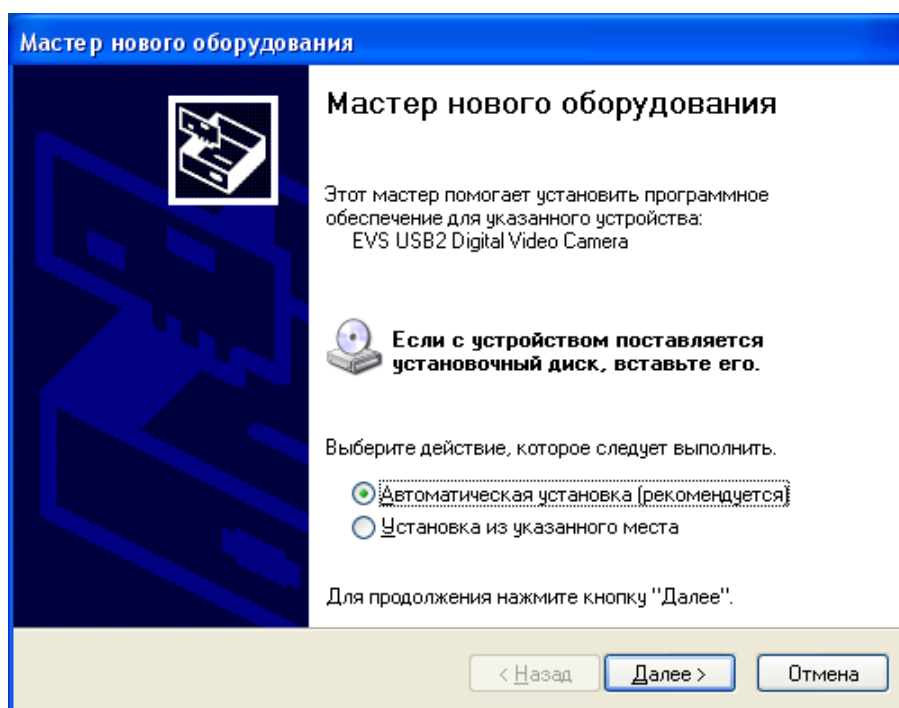 Мастер нового оборудования
Мастер нового оборудования
Этот мастер помогает установить программное
обеспечение для указанного устройства:
EVS USB2 Digital Video Camera
Если с устройством поставляется
установочный диск, вставьте его.
Выберите действие, которое следует выполнить.
Автоматическая установка (рекомендуется)
Установка из указанного места
Для продолжения нажмите кнопку "Далее".
< Назад
Далее >
Отмена